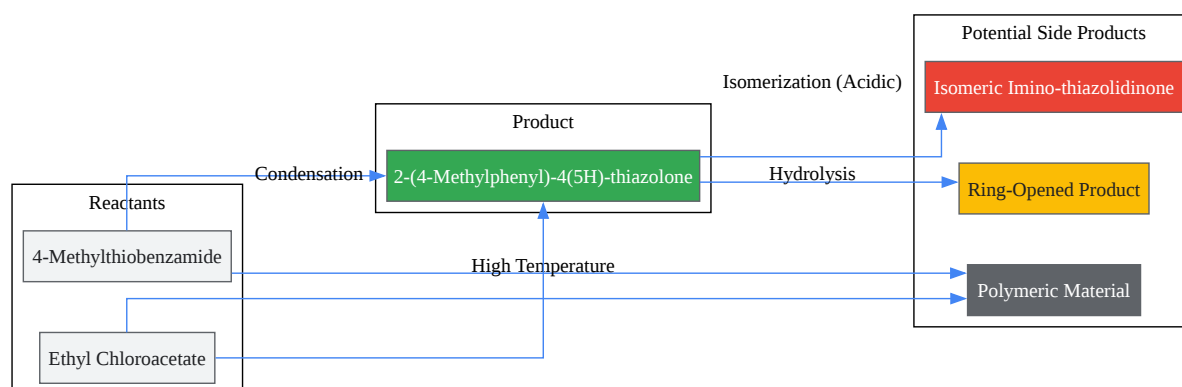 Potential Side Products
Isomerization (Acidic)
Isomeric Imino-thiazolidinone
Product
Condensation
2-(4-Methylphenyl)-4(5H)-thiazolone
Hydrolysis
Ring-Opened Product
Reactants
4-Methylthiobenzamide
High Temperature
Polymeric Material
Ethyl Chloroacetate